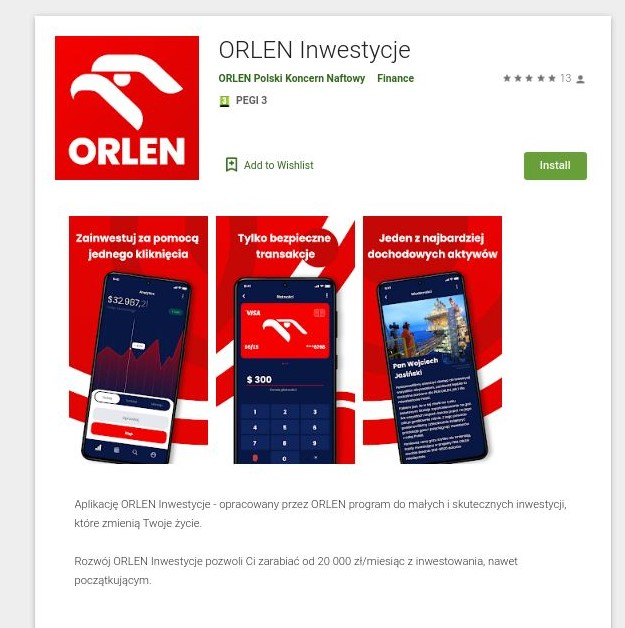 ORLEN Inwestycje
ORLEN Polski Koncern Naftowy Finance
13
PEGI 3
ORLEN
Add to Wishlist
Install
Zainwestuj za pomocą
jednego kliknięcia
$32.987,21
Tylko bezpieczne
transakcje
VISA
$ 300
1 2 3
4 5 6
7 8 9
0
Jeden z najbardziej
dochodowych aktywów
Pan Wojciech
Jasiński
Aplikację ORLEN Inwestycje - opracowany przez ORLEN program do małych i skutecznych inwestycji,
które zmienią Twoje życie.
Rozwój ORLEN Inwestycje pozwoli Ci zarabiać od 20 000 zł/miesiąc z inwestowania, nawet
początkującym.